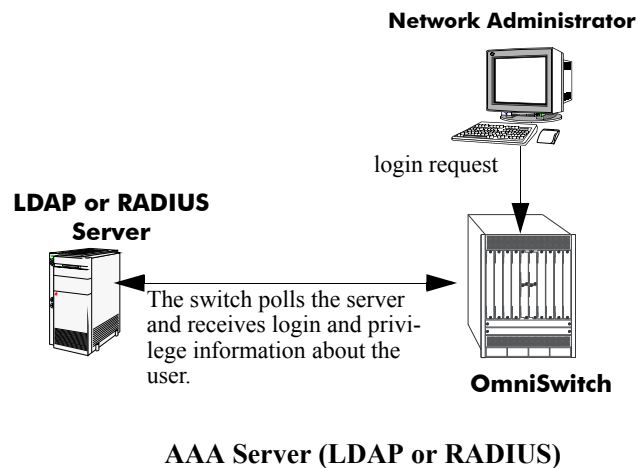 Network Administrator
login request
LDAP or RADIUS
Server
The switch polls the server
and receives login and privi-
lege information about the
user.
OmniSwitch
AAA Server (LDAP or RADIUS)